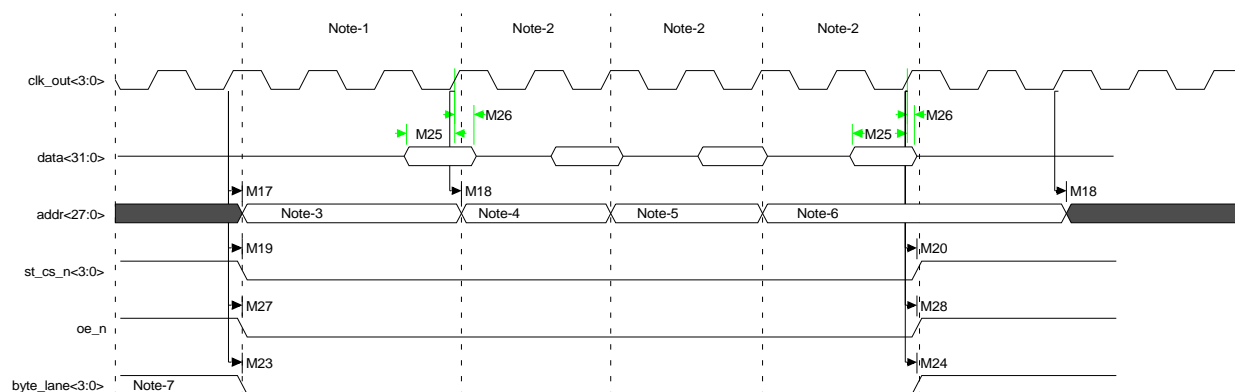 Note-1 Note-2 Note-2 Note-2
clk_out<3:0>
M26 M26
M25 M25
data<31:0>
M17 M18 M18
addr<27:0> Note-3 Note-4 Note-5 Note-6
M19 M20
st_cs_n<3:0>
M27 M28
oe_n
M23 M24
byte_lane<3:0> Note-7